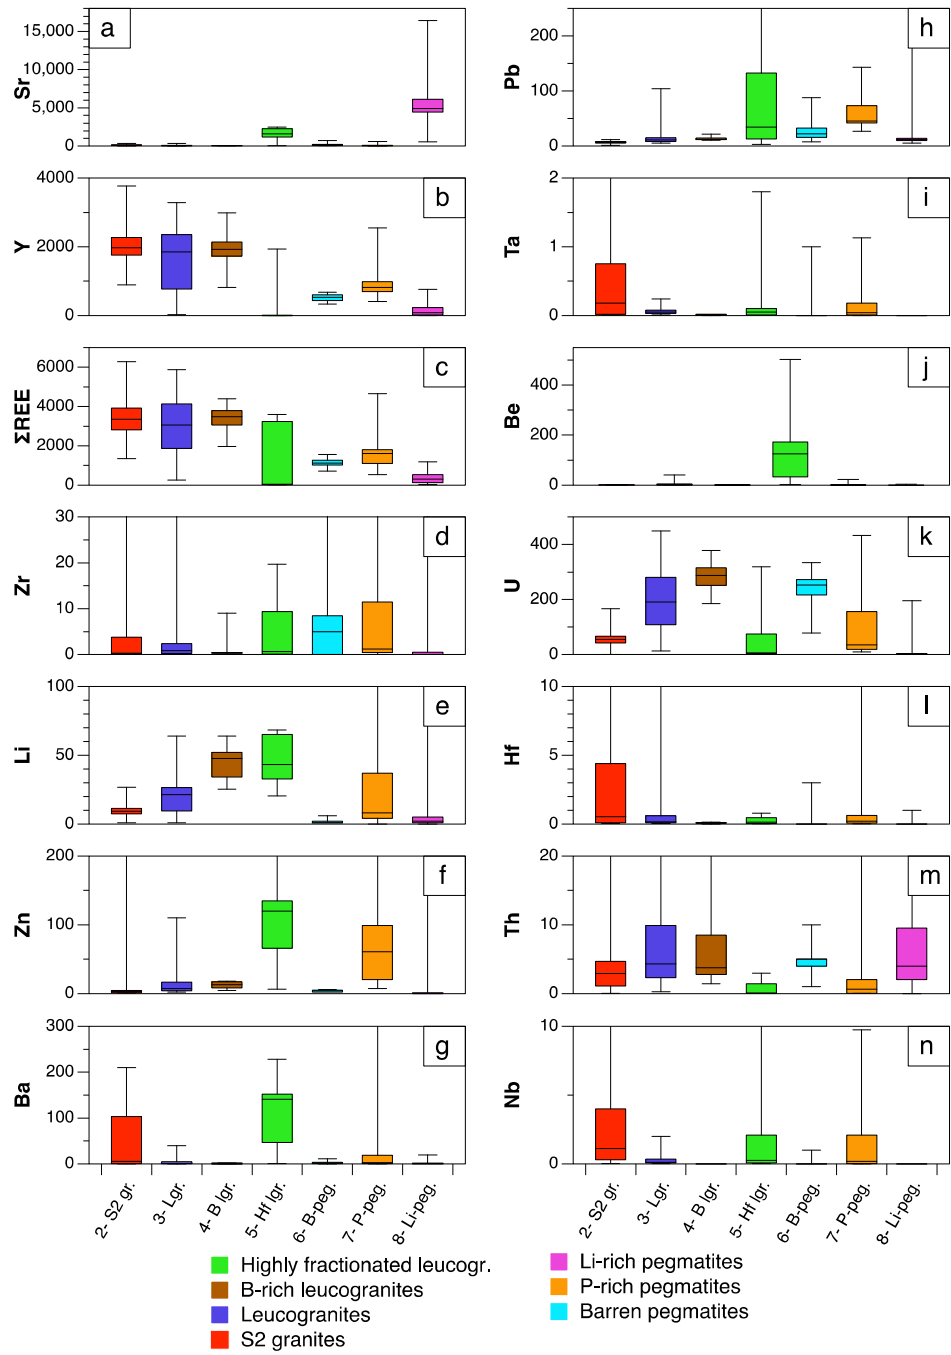 a
Sr
15,000
10,000
5,000
0
b
Y
4000
2000
0
c
ΣREE
6000
4000
2000
0
d
Zr
30
20
10
0
e
Li
100
50
0
f
Zn
200
100
0
g
Ba
300
200
100
0
2- S2 gr.
3- Lgr.
4- B lgr.
5- Hf lgr.
6- B-peg.
7- P-peg.
8- Li-peg.
h
Pb
200
100
0
i
Ta
2
1
0
j
Be
400
200
0
k
U
400
200
0
l
Hf
10
5
0
m
Th
20
10
0
n
Nb
10
0
2- S2 gr.
3- Lgr.
4- B lgr.
5- Hf lgr.
6- B-peg.
7- P-peg.
8- Li-peg.
Highly fractionated leucogr.
B-rich leucogranites
Leucogranites
S2 granites
Li-rich pegmatites
P-rich pegmatites
Barren pegmatites